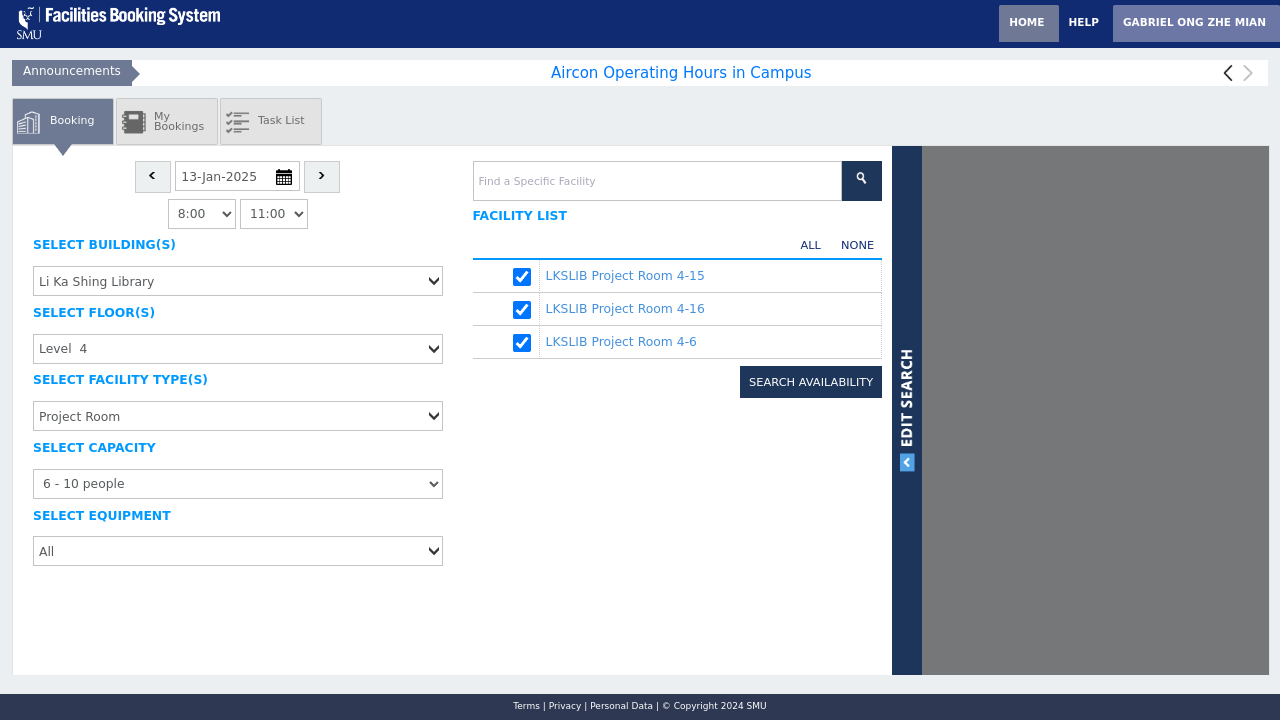 Facilities Booking System
SMU
HOME
HELP
GABRIEL ONG ZHE MIAN
Announcements
Aircon Operating Hours in Campus
Booking
My
Bookings
Task List
13-Jan-2025
8:00
11:00
SELECT BUILDING(S)
Li Ka Shing Library
SELECT FLOOR(S)
Level 4
SELECT FACILITY TYPE(S)
Project Room
SELECT CAPACITY
6 - 10 people
SELECT EQUIPMENT
All
Find a Specific Facility
FACILITY LIST
ALL NONE
LKSLIB Project Room 4-15
LKSLIB Project Room 4-16
LKSLIB Project Room 4-6
SEARCH AVAILABILITY
EDIT SEARCH
Terms | Privacy | Personal Data | © Copyright 2024 SMU